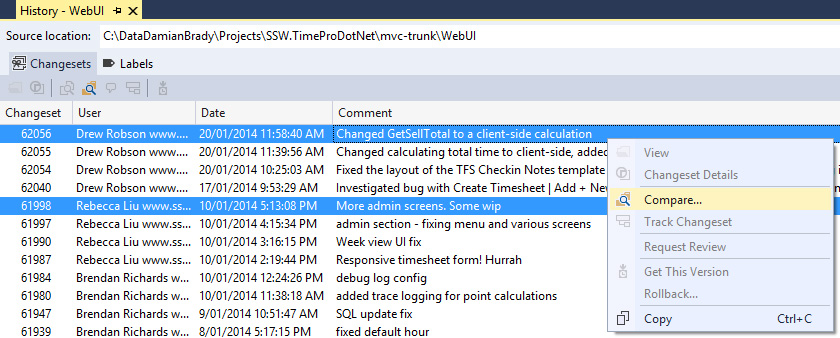 History - WebUI
Source location: C:\DataDamianBrady\Projects\SSW.TimeProDotNet\mvc-trunk\WebUI
Changesets Labels
Changeset User Date Comment
62056 Drew Robson www.... 20/01/2014 11:58:40 AM Changed GetSellTotal to a client-side calculation
62055 Drew Robson www.... 20/01/2014 11:39:56 AM Changed calculating total time to client-side, added
62054 Drew Robson www.... 20/01/2014 10:25:03 AM Fixed the layout of the TFS Checkin Notes template
62040 Drew Robson www.... 17/01/2014 9:53:29 AM Investigated bug with Create Timesheet | Add + New
61998 Rebecca Liu www.ss... 10/01/2014 5:13:08 PM More admin screens. Some wip
61997 Rebecca Liu www.ss... 10/01/2014 4:15:34 PM admin section - fixing menu and various screens
61990 Rebecca Liu www.ss... 10/01/2014 3:16:15 PM Week view UI fix
61987 Rebecca Liu www.ss... 10/01/2014 2:19:44 PM Responsive timesheet form! Hurrah
61984 Brendan Richards w... 10/01/2014 12:24:26 PM debug log config
61980 Brendan Richards w... 10/01/2014 11:38:18 AM added trace logging for point calculations
61947 Brendan Richards w... 9/01/2014 10:51:47 AM SQL update fix
61939 Brendan Richards w... 8/01/2014 5:17:15 PM fixed default hour
View
Changeset Details
Compare...
Track Changeset
Request Review
Get This Version
Rollback...
Copy Ctrl+C